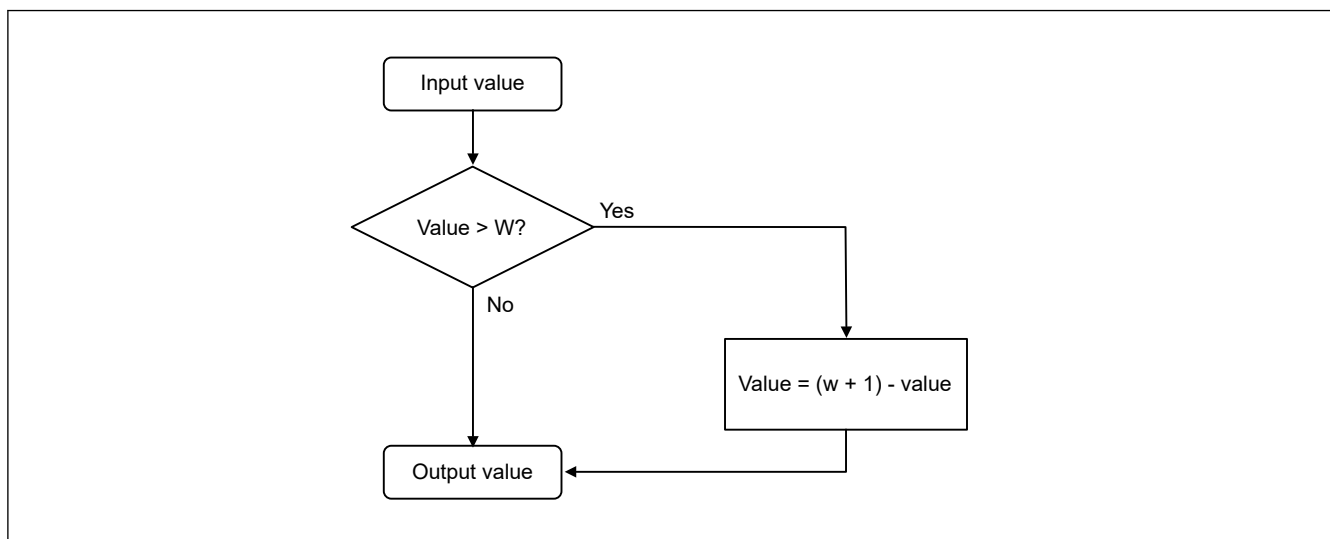 Input value
Value > W?
Yes
No
Value = (w + 1) - value
Output value